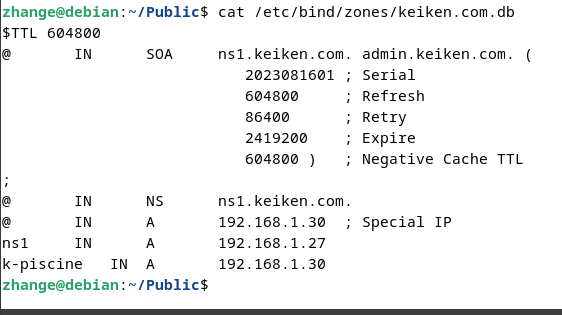 zhange@debian:~/Public$ cat /etc/bind/zones/keiken.com.db
$TTL 604800
@       IN      SOA     ns1.keiken.com. admin.keiken.com. (
                           2023081601 ; Serial
                           604800     ; Refresh
                           86400      ; Retry
                           2419200    ; Expire
                           604800 )   ; Negative Cache TTL
;
@       IN      NS      ns1.keiken.com.
@       IN      A       192.168.1.30  ; Special IP
ns1     IN      A       192.168.1.27
k-piscine   IN  A       192.168.1.30
zhange@debian:~/Public$